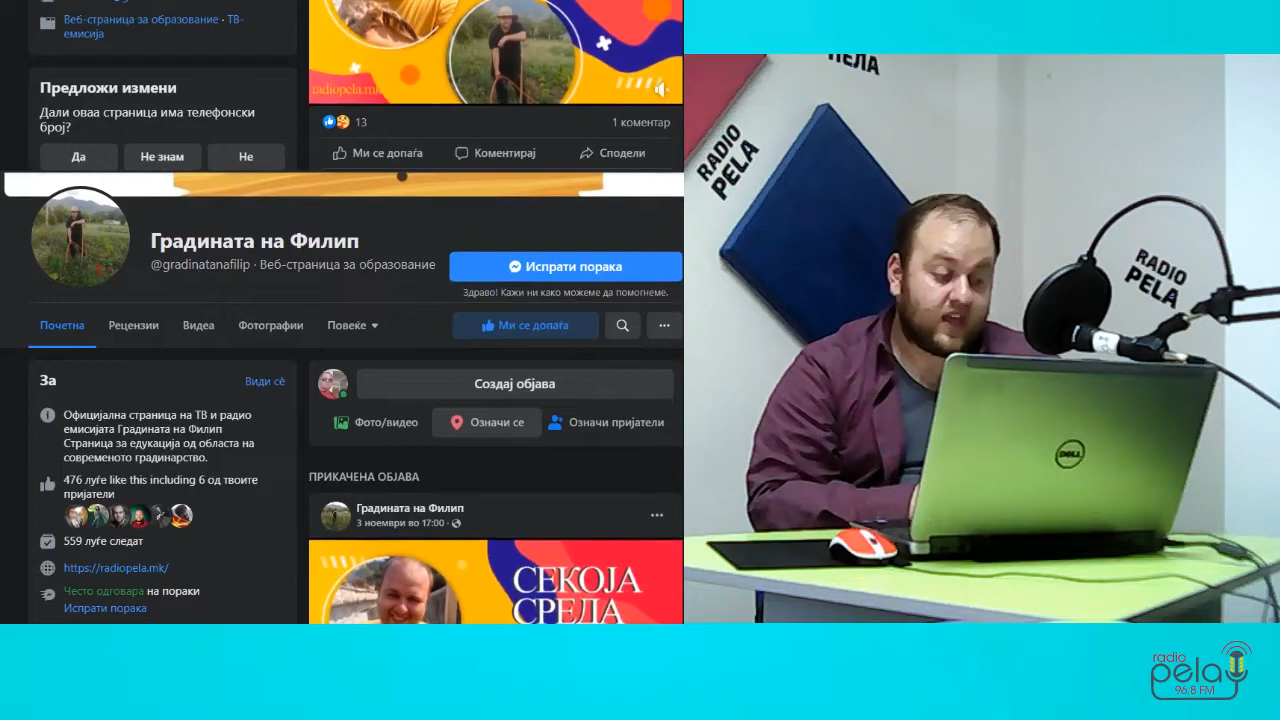 Веб-страница за образование · ТВ-
емисија
Предложи измени
Дали оваа страница има телефонски
број?
Да
Не знам
Не
radiopela.mk
13
1 коментар
Ми се допаѓа
Коментирај
Сподели
Градината на Филип
@gradinatanafilip · Веб-страница за образование
Испрати порака
Здраво! Кажи ни како можеме да помогнеме.
Почетна
Рецензии
Видеа
Фотографии
Повеќе
Ми се допаѓа
За
Види сѐ
Официјална страница на ТВ и радио
емисијата Градината на Филип
Страница за едукација од областа на
современото градинарство.
476 луѓе like this including 6 од твоите
пријатели
559 луѓе следат
https://radiopela.mk/
Често одговара на пораки
Испрати порака
Создај објава
Фото/видео
Означи се
Означи пријатели
ПРИКАЧЕНА ОБЈАВА
Градината на Филип
3 ноември во 17:00
СЕКОЈА
СРЕДА
ПЕЛА
RADIO
PELA
RADIO
PELA
DELL
radio
pela
96.8 FM